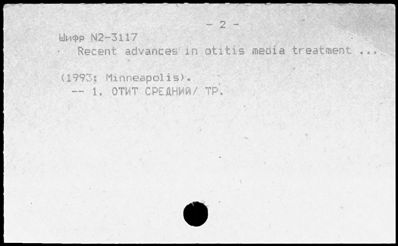 - 2 -
Шифр N2-3117
Recent advances in otitis media treatment ...
(1993; Minneapolis).
-- 1. ОТИТ СРЕДНИЙ/ ТР.